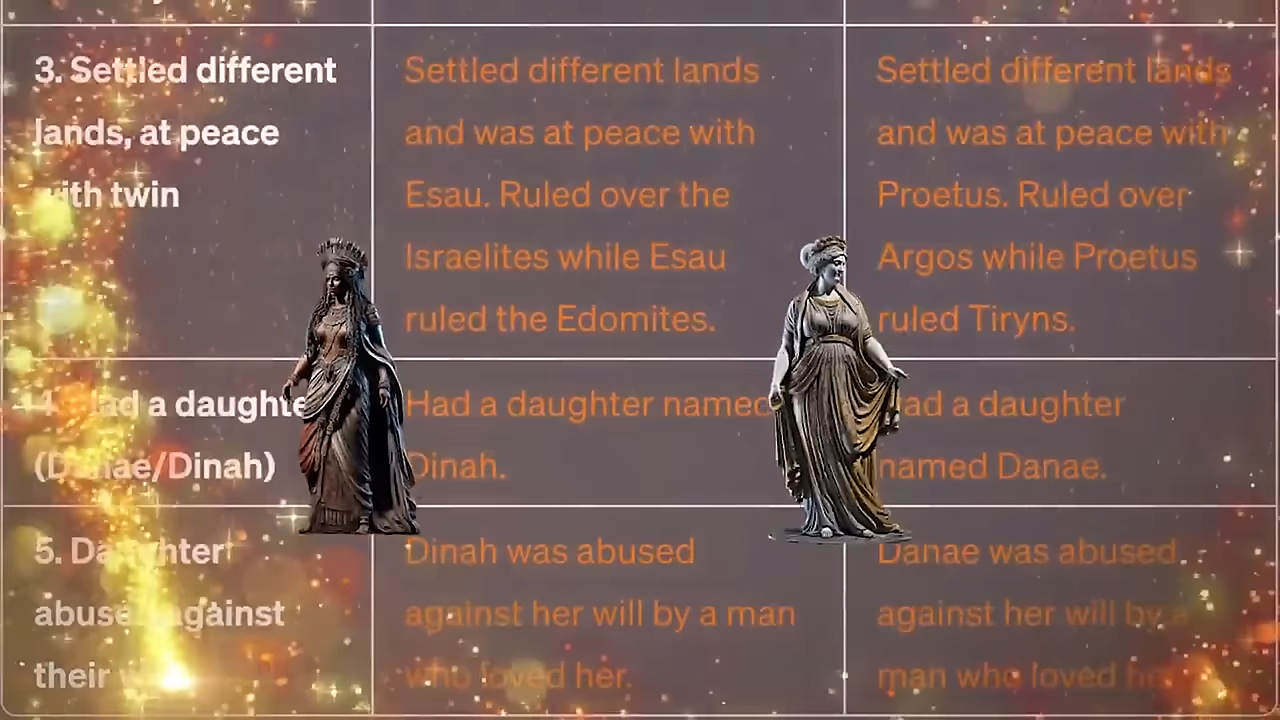 3. Settled different
lands, at peace
with twin
Settled different lands
and was at peace with
Esau. Ruled over the
Israelites while Esau
ruled the Edomites.
Settled different lands
and was at peace with
Proetus. Ruled over
Argos while Proetus
ruled Tiryns.
4. Had a daughter
(Danae/Dinah)
Had a daughter named
Dinah.
Had a daughter
named Danae.
5. Daughter
abused against
their
Dinah was abused
against her will by a man
who loved her.
Danae was abused
against her will by a
man who loved her